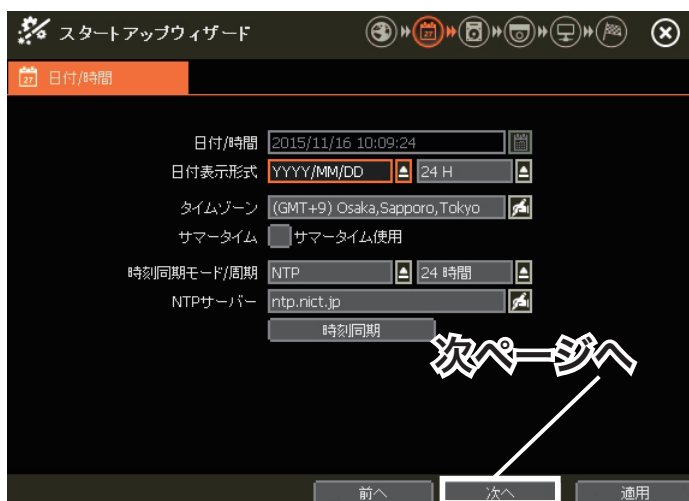 スタートアップウィザード
27
27 日付/時間
日付/時間 2015/11/16 10:09:24
日付表示形式 YYYY/MM/DD 24 H
タイムゾーン (GMT+9) Osaka,Sapporo,Tokyo
サマータイム サマータイム使用
時刻同期モード/周期 NTP 24 時間
NTPサーバー ntp.nict.jp
時刻同期
次ページへ
前へ 次へ 適用